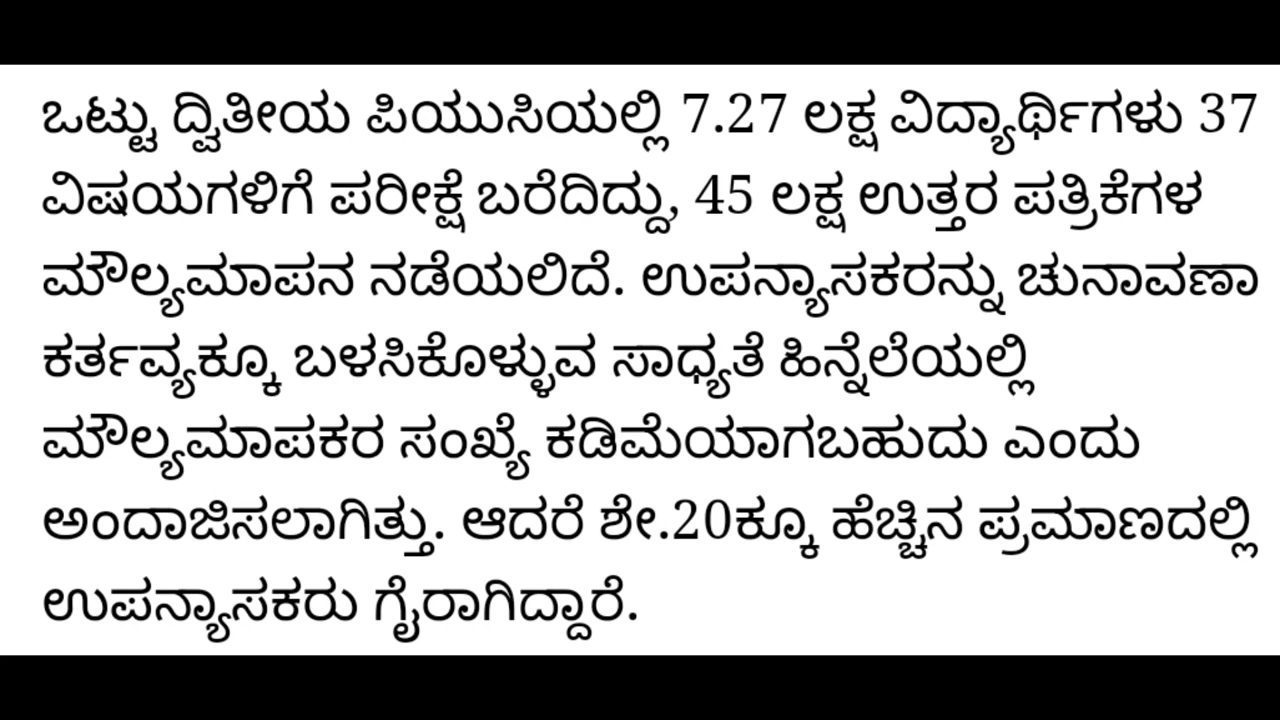 ಒಟ್ಟು ದ್ವಿತೀಯ ಪಿಯುಸಿಯಲ್ಲಿ 7.27 ಲಕ್ಷ ವಿದ್ಯಾರ್ಥಿಗಳು 37
ವಿಷಯಗಳಿಗೆ ಪರೀಕ್ಷೆ ಬರೆದಿದ್ದು, 45 ಲಕ್ಷ ಉತ್ತರ ಪತ್ರಿಕೆಗಳ
ಮೌಲ್ಯಮಾಪನ ನಡೆಯಲಿದೆ. ಉಪನ್ಯಾಸಕರನ್ನು ಚುನಾವಣಾ
ಕರ್ತವ್ಯಕ್ಕೂ ಬಳಸಿಕೊಳ್ಳುವ ಸಾಧ್ಯತೆ ಹಿನ್ನೆಲೆಯಲ್ಲಿ
ಮೌಲ್ಯಮಾಪಕರ ಸಂಖ್ಯೆ ಕಡಿಮೆಯಾಗಬಹುದು ಎಂದು
ಅಂದಾಜಿಸಲಾಗಿತ್ತು. ಆದರೆ ಶೇ.20ಕ್ಕೂ ಹೆಚ್ಚಿನ ಪ್ರಮಾಣದಲ್ಲಿ
ಉಪನ್ಯಾಸಕರು ಗೈರಾಗಿದ್ದಾರೆ.